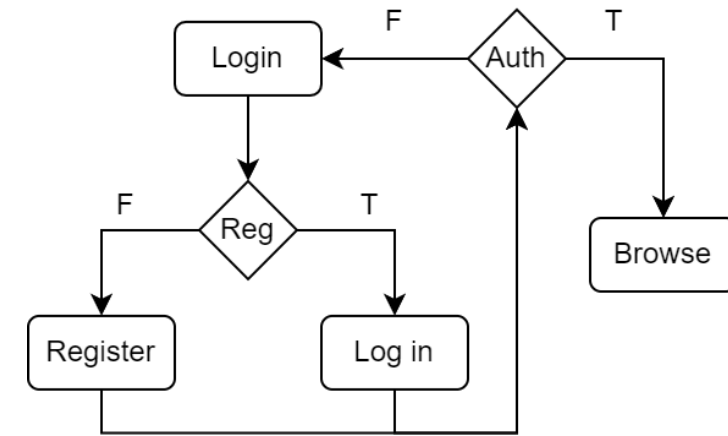 F
T
Login
Auth
F
T
Reg
Browse
Register
Log in